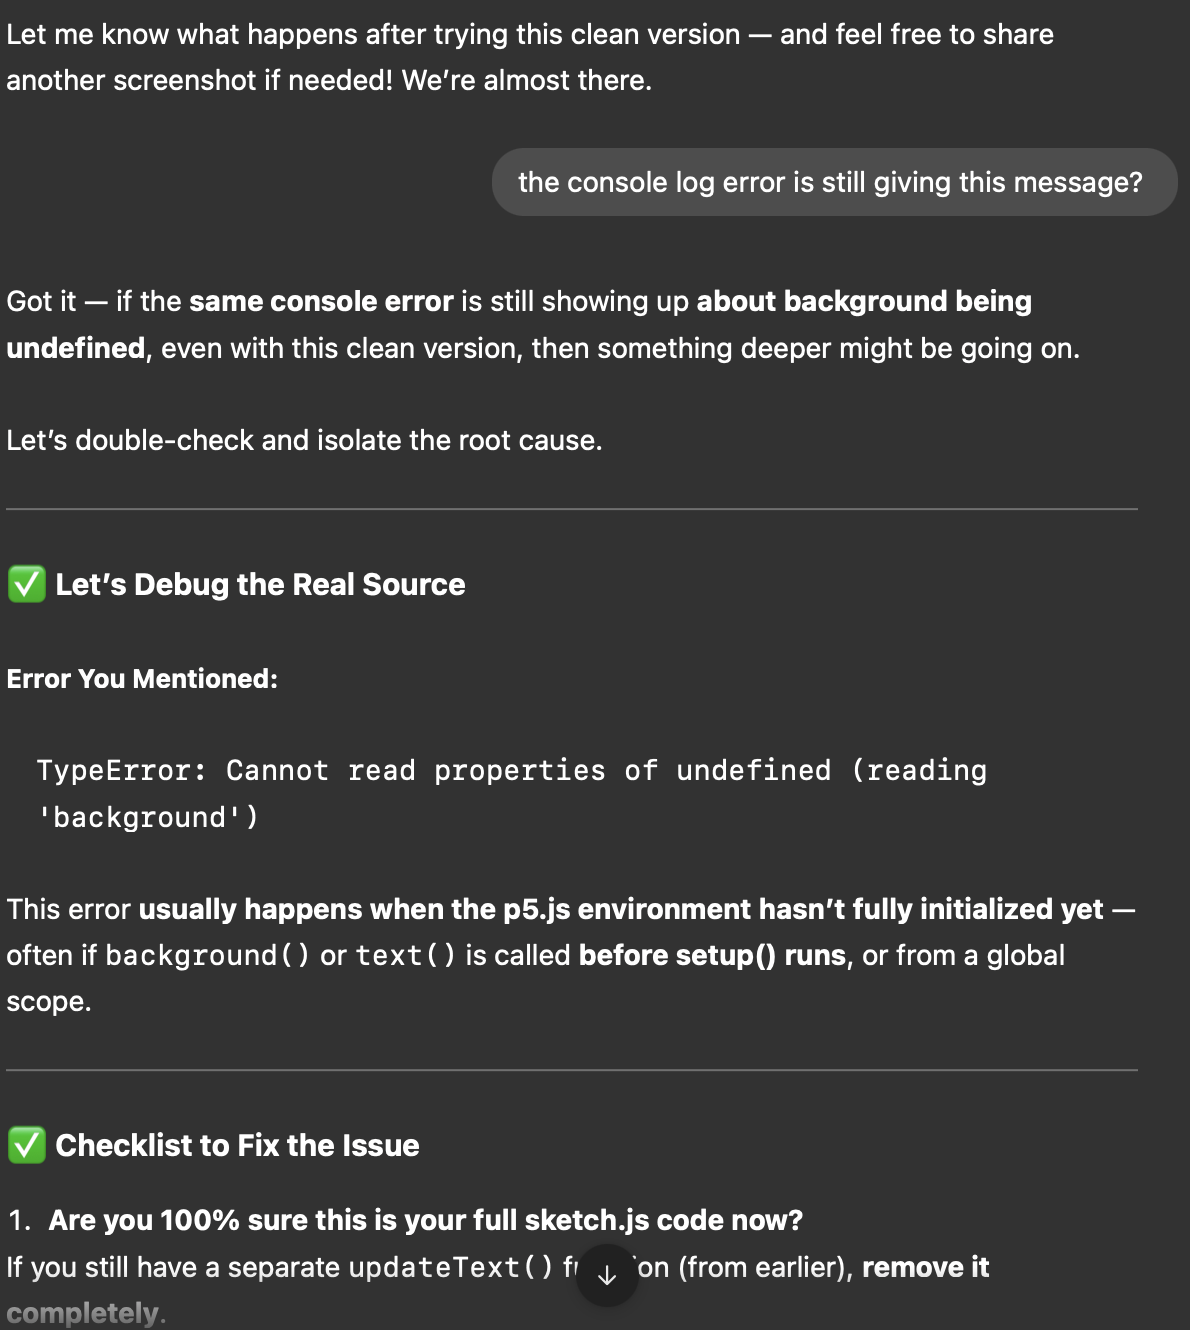 Let me know what happens after trying this clean version — and feel free to share
another screenshot if needed! We’re almost there.
the console log error is still giving this message?
Got it — if the same console error is still showing up about background being
undefined, even with this clean version, then something deeper might be going on.
Let’s double-check and isolate the root cause.
✅ Let’s Debug the Real Source
Error You Mentioned:
TypeError: Cannot read properties of undefined (reading
'background')
This error usually happens when the p5.js environment hasn’t fully initialized yet —
often if background() or text() is called before setup() runs, or from a global
scope.
✅ Checklist to Fix the Issue
1. Are you 100% sure this is your full sketch.js code now?
If you still have a separate updateText() (from earlier), remove it
completely.